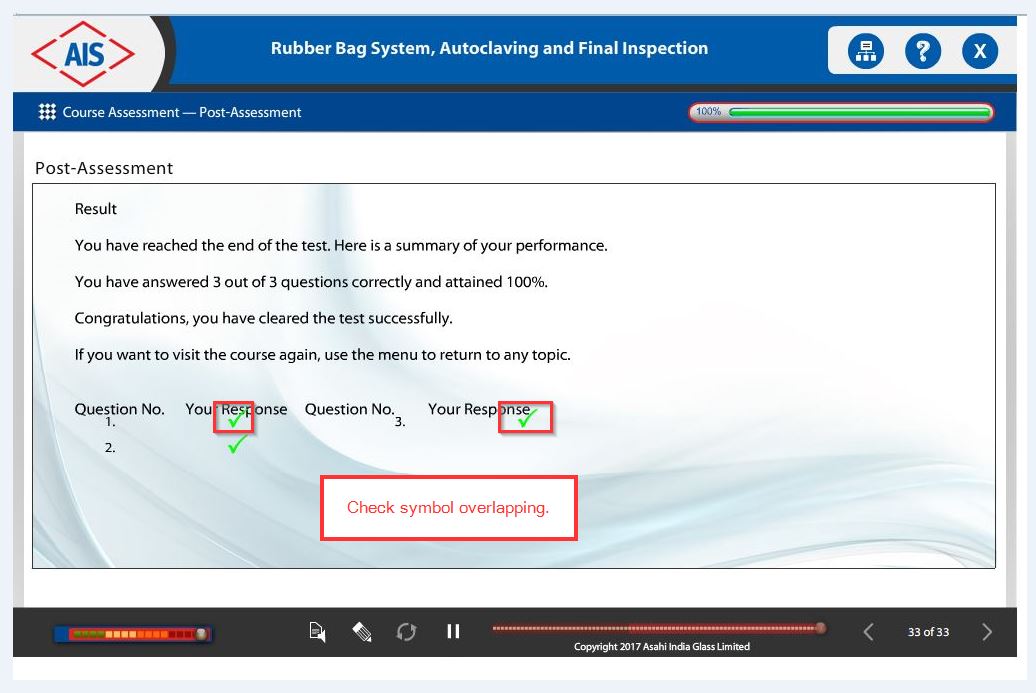 AIS
Rubber Bag System, Autoclaving and Final Inspection
? X
Course Assessment — Post-Assessment
100%
Post-Assessment
Result
You have reached the end of the test. Here is a summary of your performance.
You have answered 3 out of 3 questions correctly and attained 100%.
Congratulations, you have cleared the test successfully.
If you want to visit the course again, use the menu to return to any topic.
Question No. Your Response Question No. Your Response
1. ✓ 3. ✓
2. ✓
Check symbol overlapping.
33 of 33
Copyright 2017 Asahi India Glass Limited